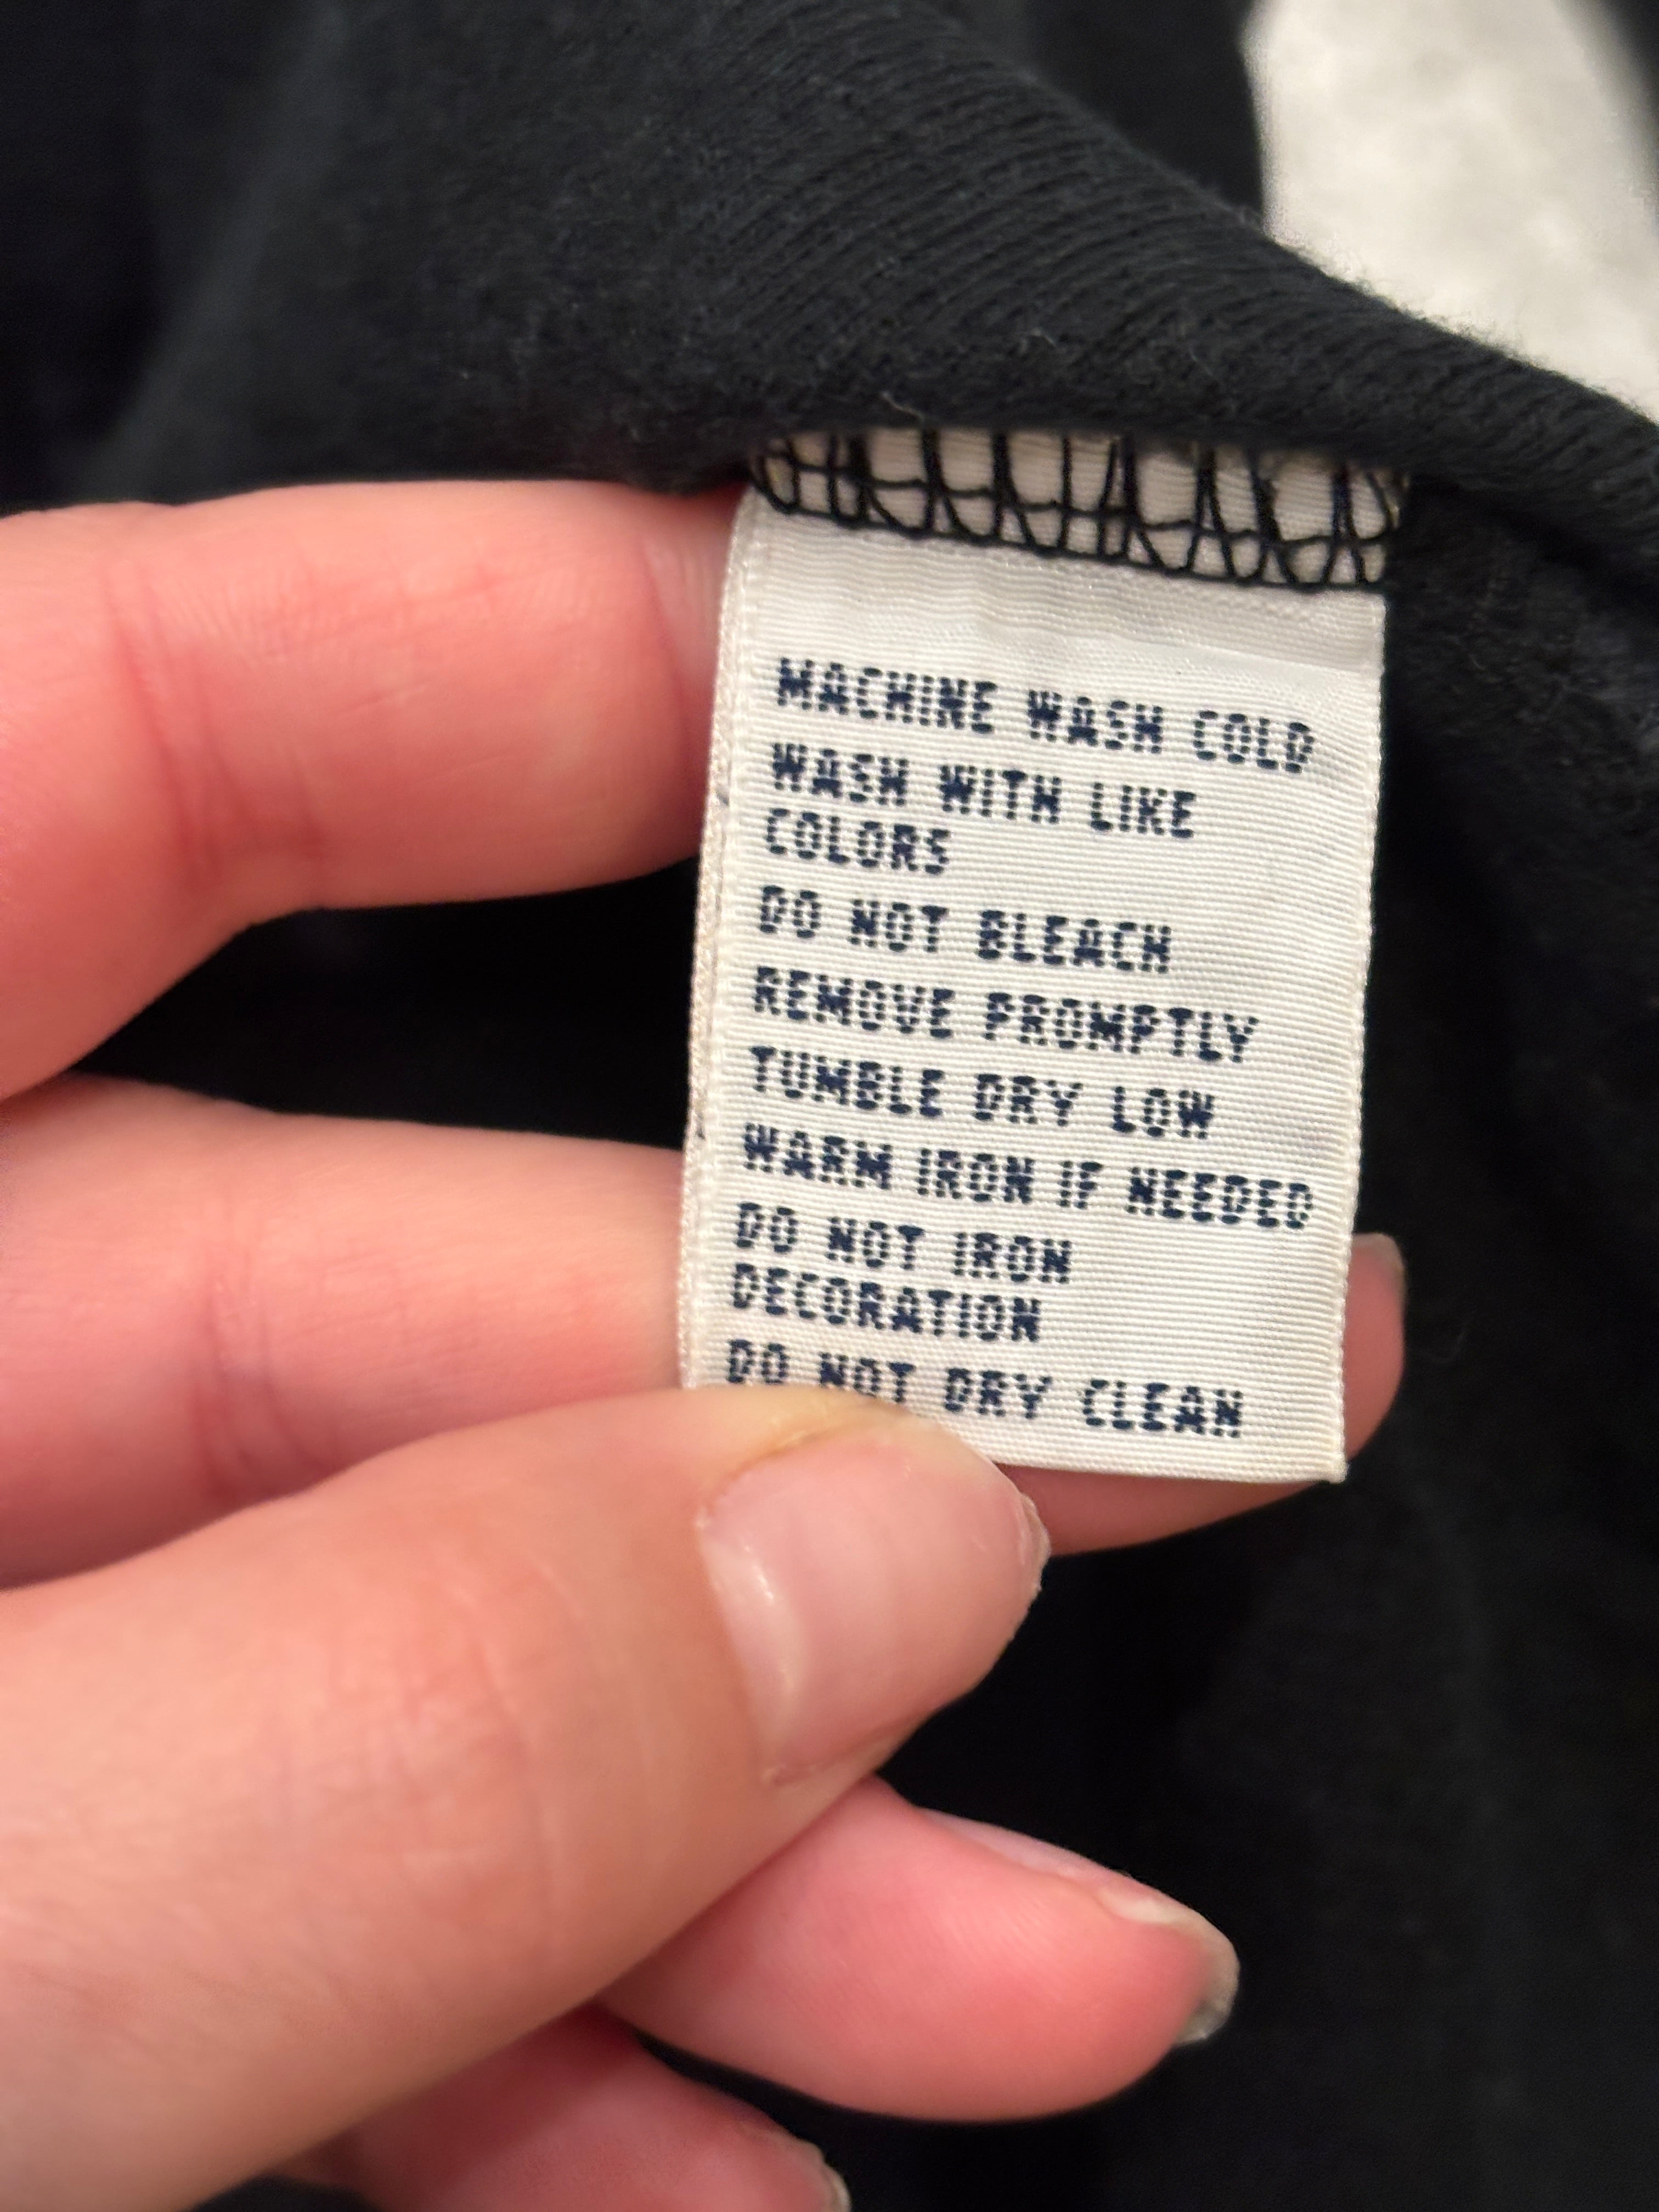 MACHINE WASH COLD
WASH WITH LIKE
COLORS
DO NOT BLEACH
REMOVE PROMPTLY
TUMBLE DRY LOW
WARM IRON IF NEEDED
DO NOT IRON
DECORATION
DO NOT DRY CLEAN